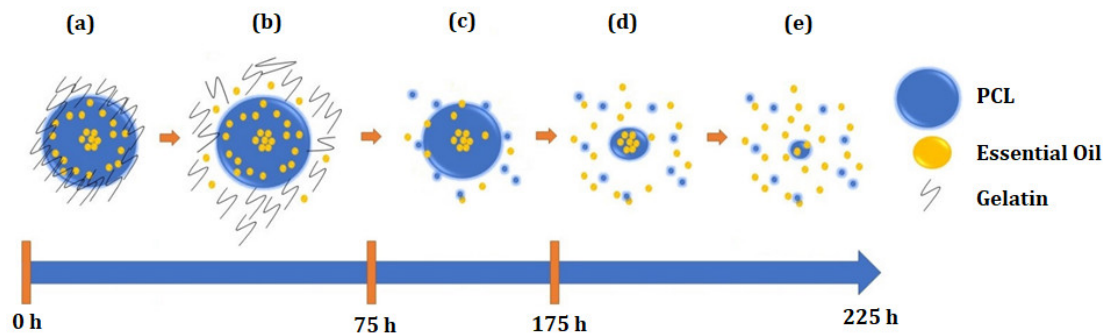 (a)
(b)
(c)
(d)
(e)
PCL
Essential Oil
Gelatin
0 h
75 h
175 h
225 h